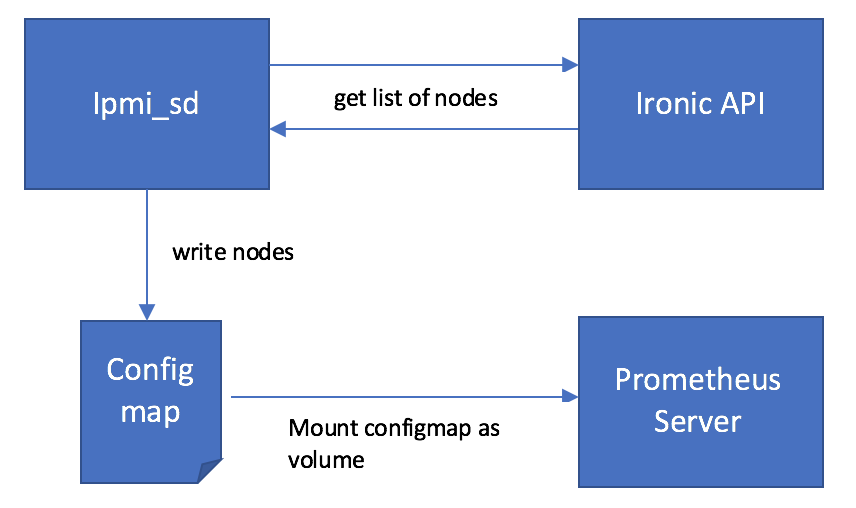 Ipmi_sd
get list of nodes
Ironic API
write nodes
Config
map
Mount configmap as
volume
Prometheus
Server